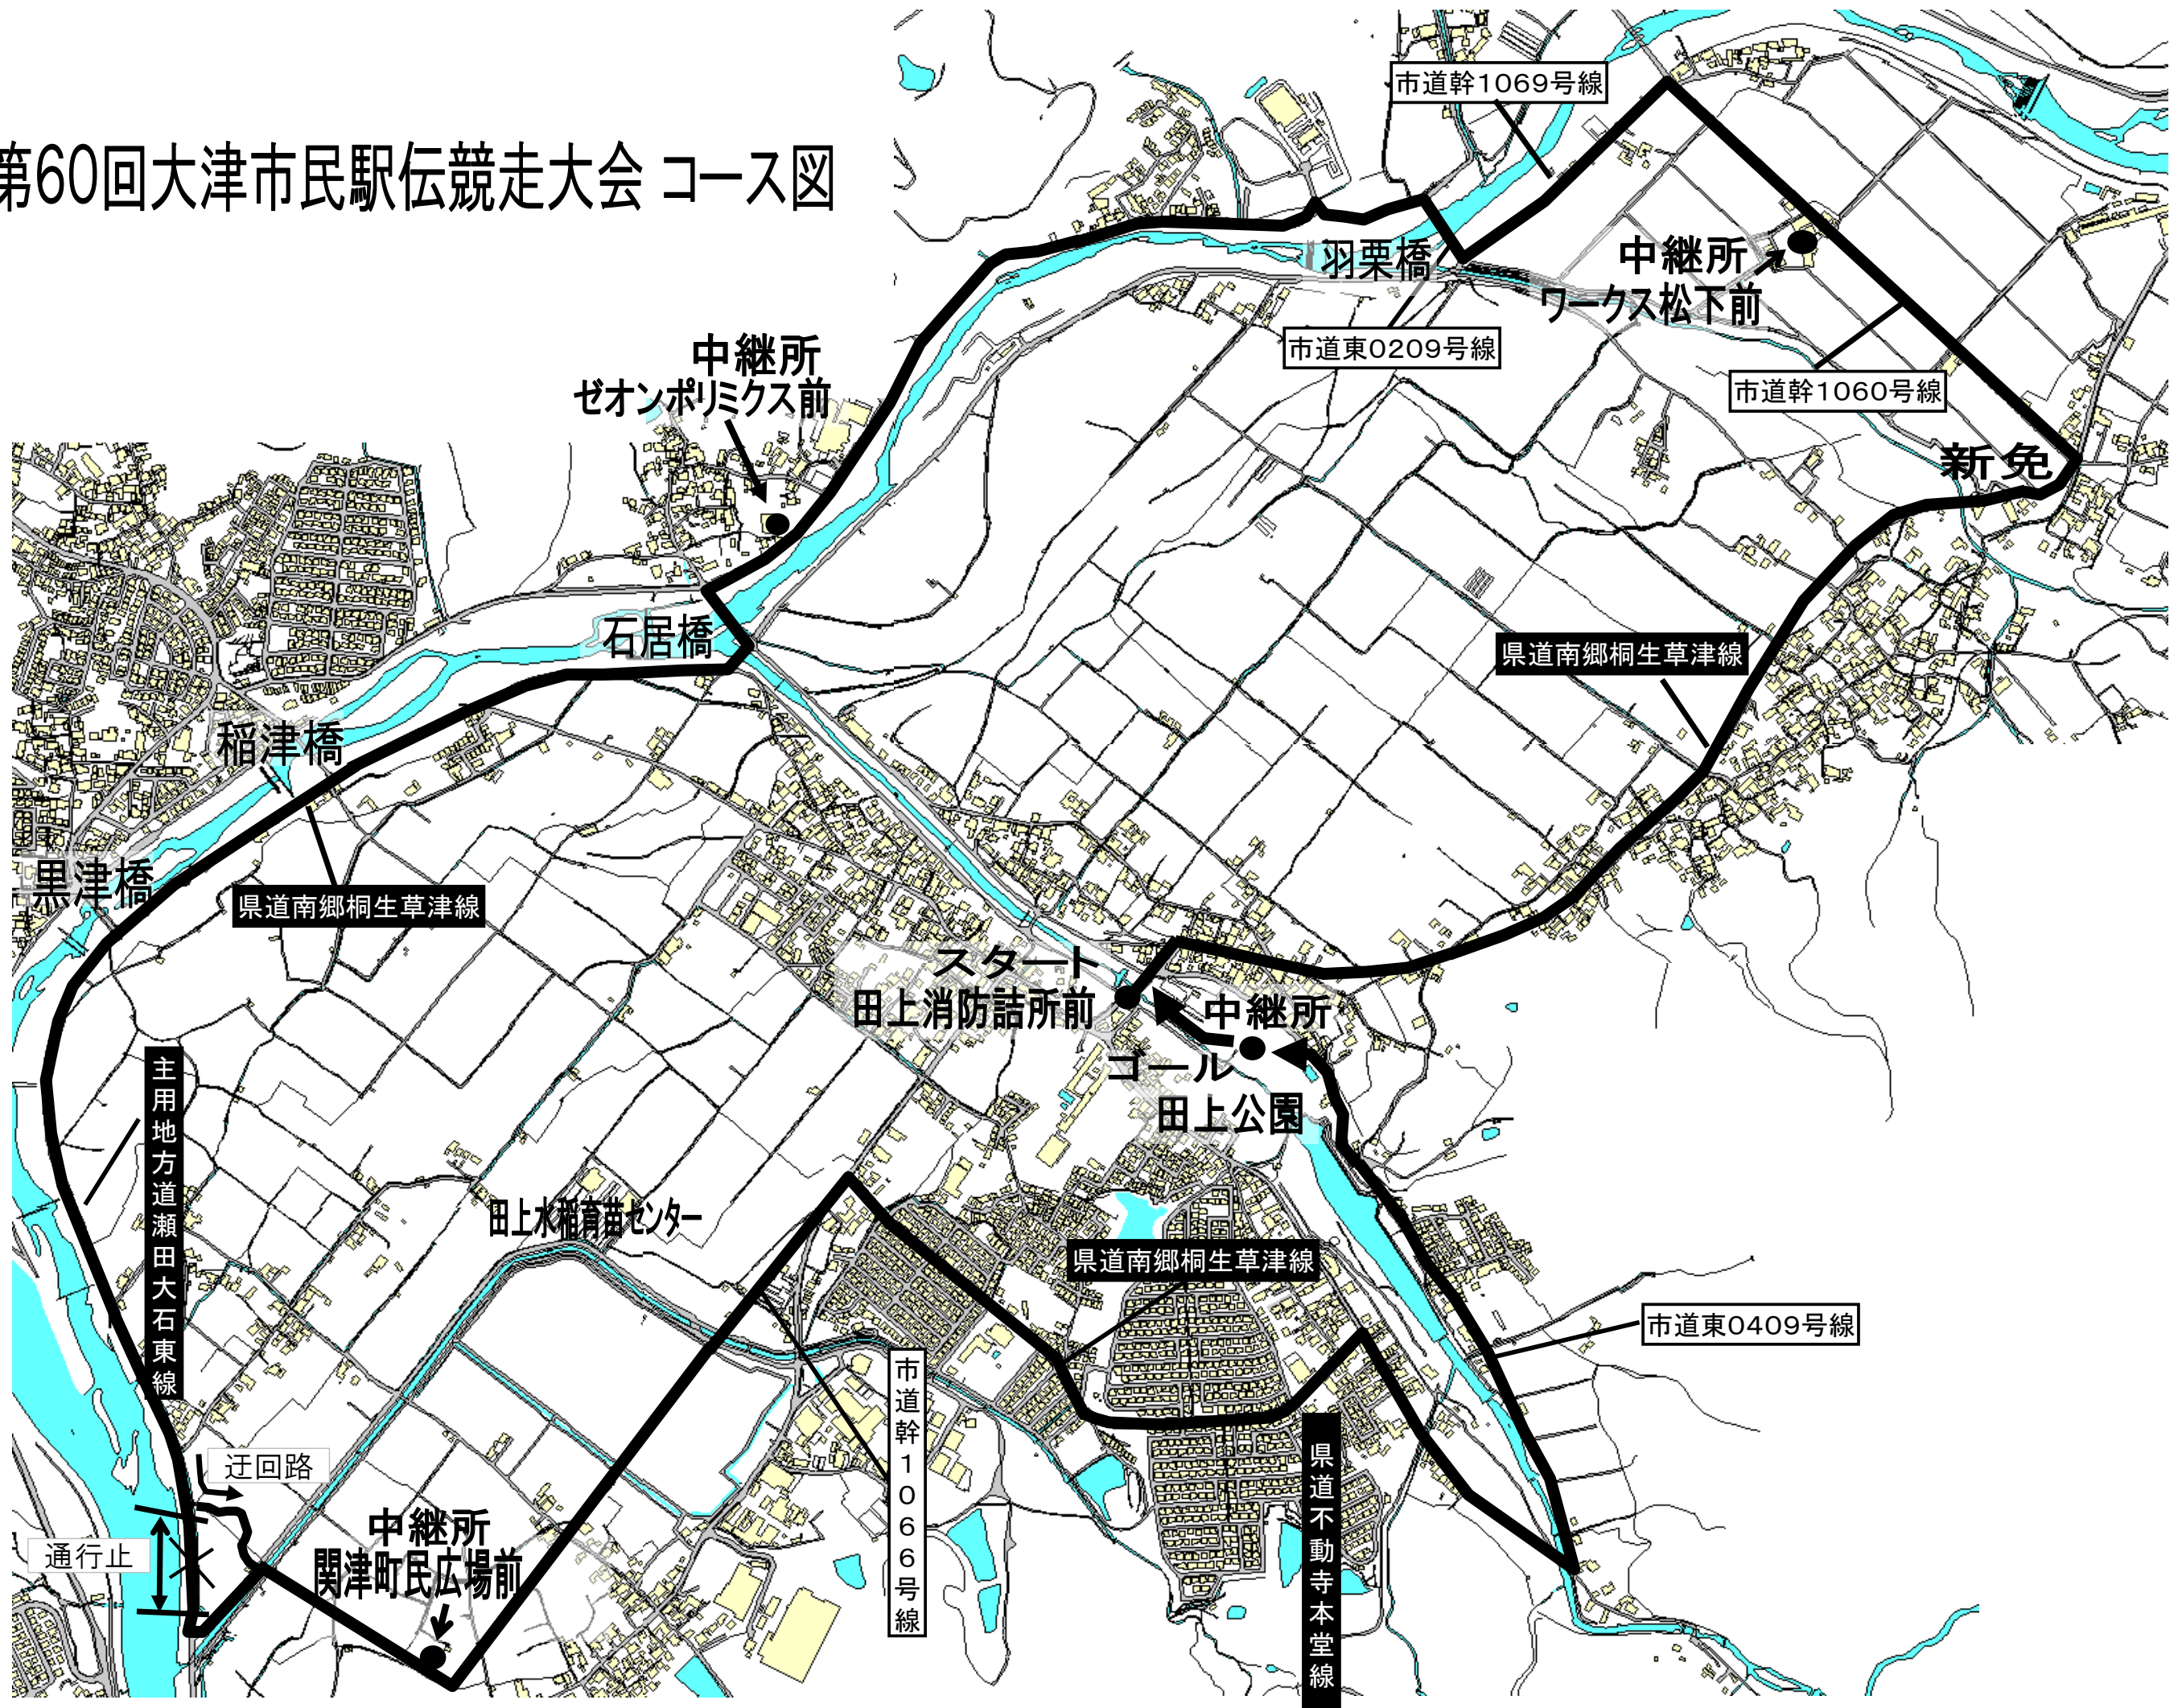 第60回大津市民駅伝競走大会 コース図
市道幹1069号線
羽栗橋
中継所
ワークス松下前
市道東0209号線
市道幹1060号線
中継所
ゼオンポリミクス前
新免
石居橋
県道南郷桐生草津線
稲津橋
黒津橋
県道南郷桐生草津線
スタート
田上消防詰所前
中継所
ゴール
田上公園
主用地方道瀬田大石東線
田上水稲育苗センター
県道南郷桐生草津線
市道東0409号線
市道幹1066号線
県道不動寺本堂線
迂回路
通行止
中継所
関津町民広場前